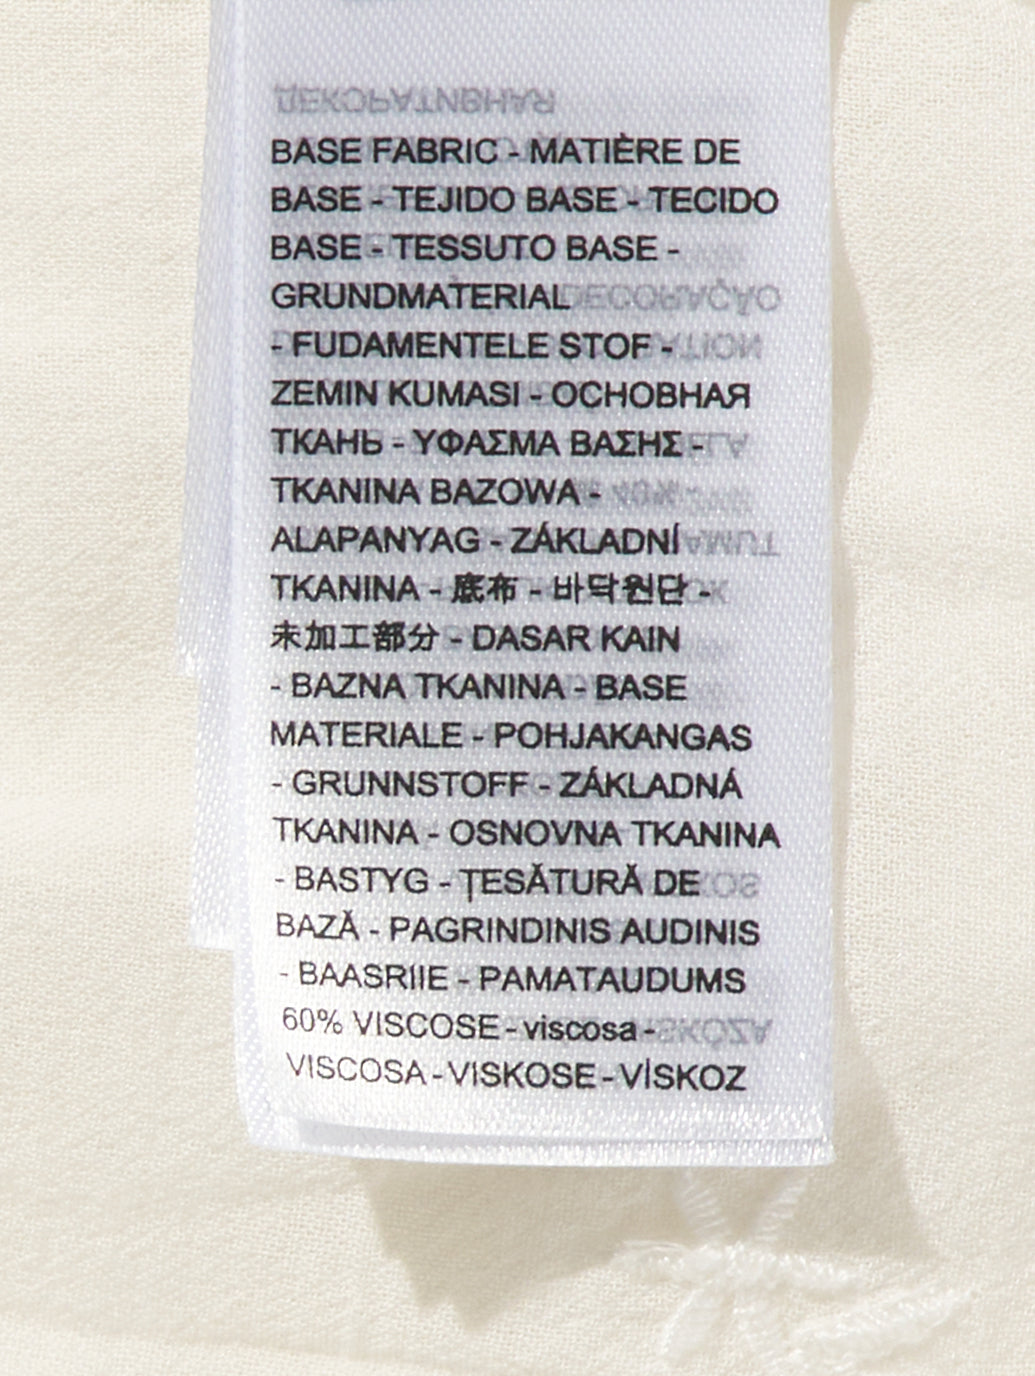 BASE FABRIC - MATIÈRE DE
BASE - TEJIDO BASE - TECIDO
BASE - TESSUTO BASE -
GRUNDMATERIAL
- FUDAMENTELE STOF -
ZEMIN KUMASI - ОСНОВНАЯ
ТКАНЬ - ΥΦΑΣΜΑ ΒΑΣΗΣ -
TKANINA BAZOWA -
ALAPANYAG - ZÁKLADNÍ
TKANINA - 底布 - 바닥원단 -
未加工部分 - DASAR KAIN
- BAZNA TKANINA - BASE
MATERIALE - POHJAKANGAS
- GRUNNSTOFF - ZÁKLADNÁ
TKANINA - OSNOVNA TKANINA
- BASTYG - ȚESĂTURĂ DE
BAZĂ - PAGRINDINIS AUDINIS
- BAASRIIE - PAMATAUDUMS
60% VISCOSE - viscosa -
VISCOSA - VISKOSE - VİSKOZ